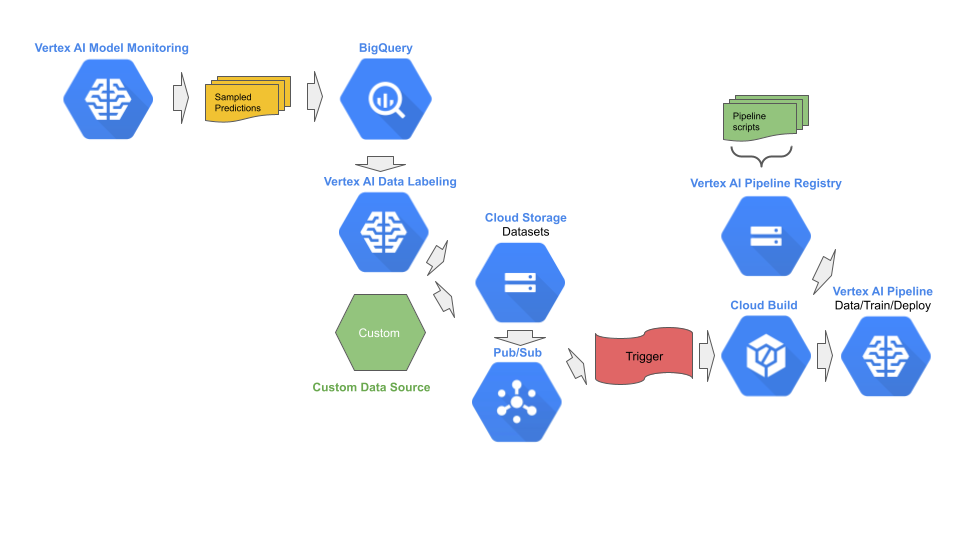 Vertex AI Model Monitoring
BigQuery
Sampled
Predictions
Pipeline
scripts
Vertex AI Data Labeling
Vertex AI Pipeline Registry
Cloud Storage
Datasets
Custom
Custom Data Source
Pub/Sub
Trigger
Cloud Build
Vertex AI Pipeline
Data/Train/Deploy